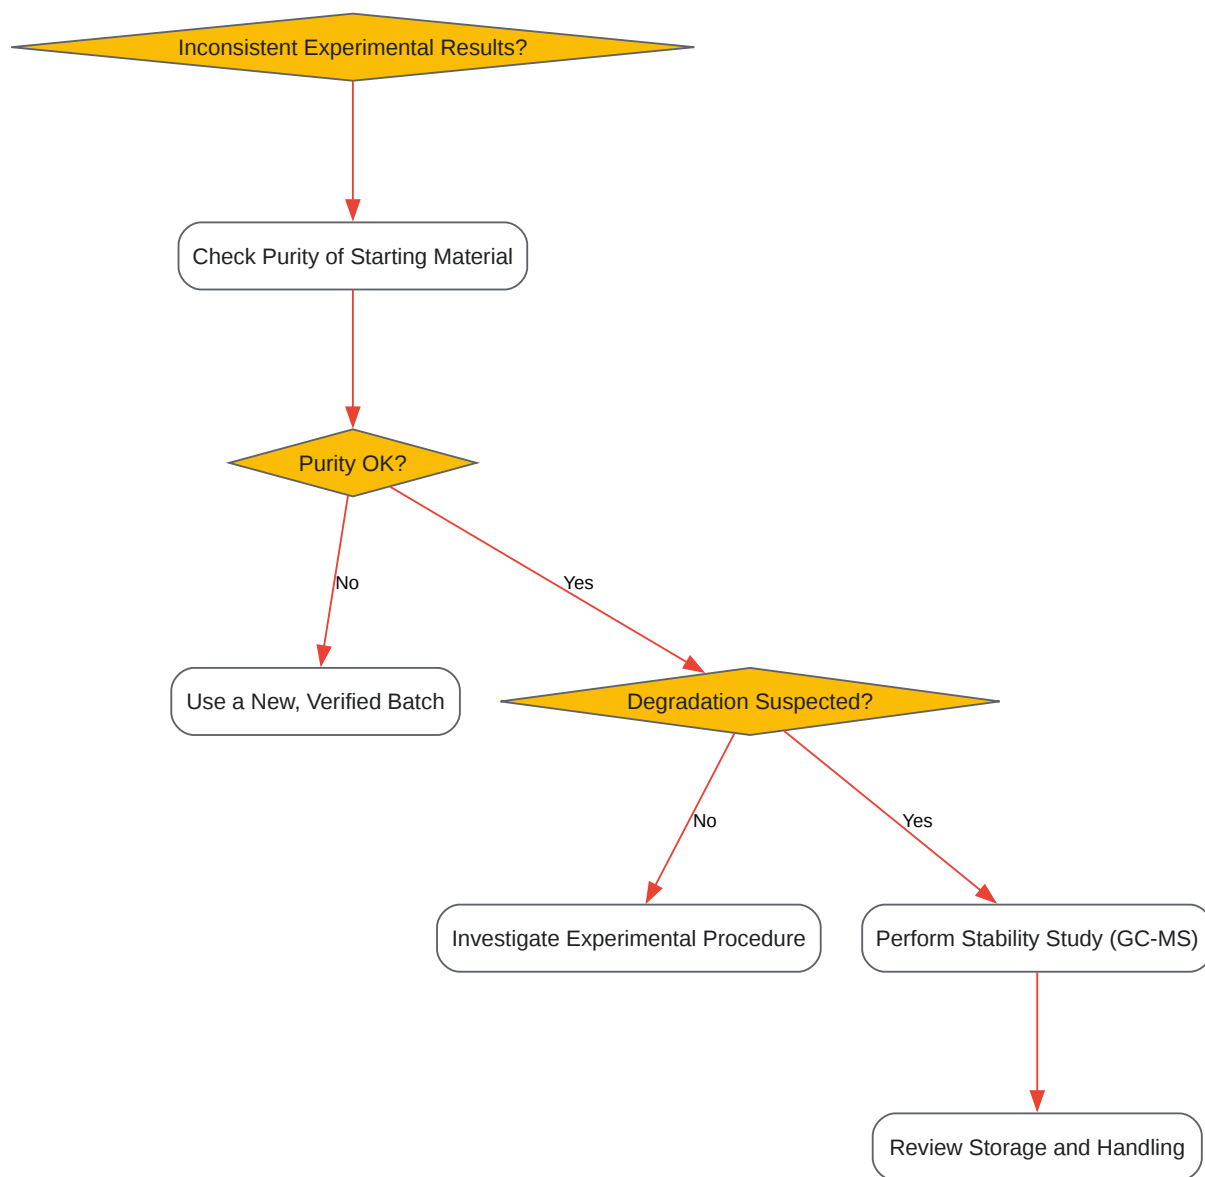 Inconsistent Experimental Results?
Check Purity of Starting Material
Purity OK?
No
Yes
Use a New, Verified Batch
Degradation Suspected?
No
Yes
Investigate Experimental Procedure
Perform Stability Study (GC-MS)
Review Storage and Handling